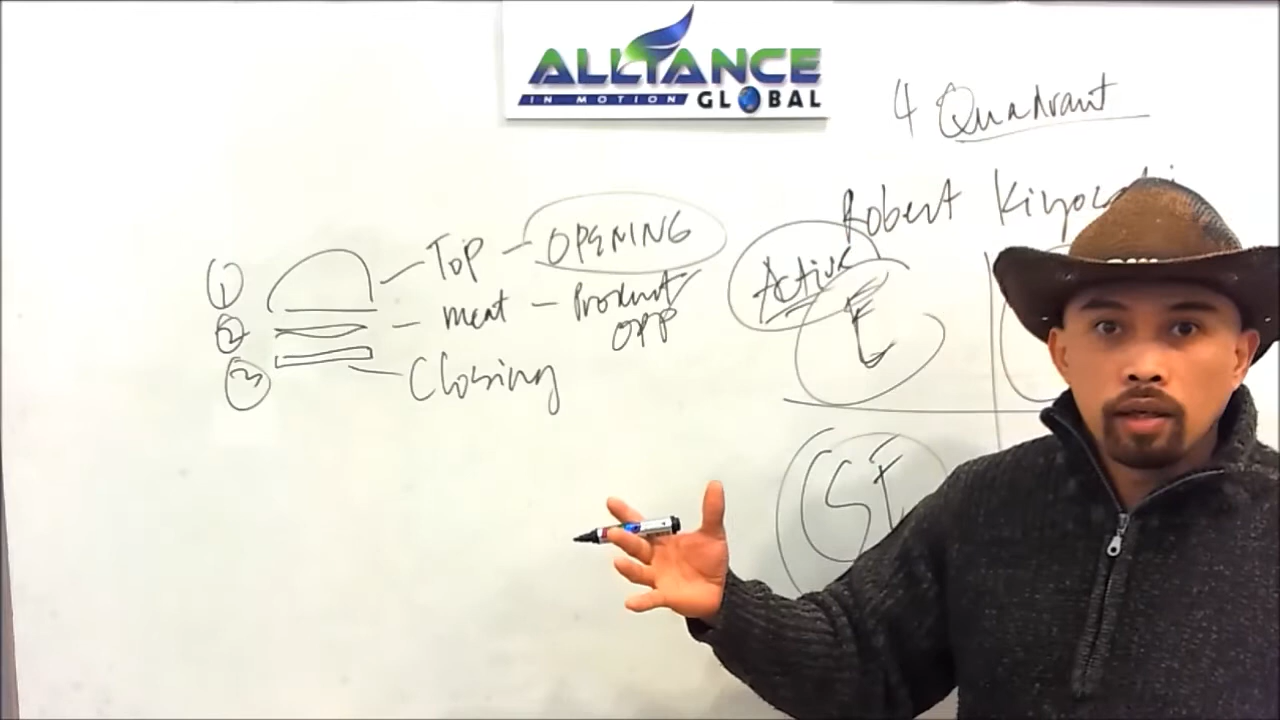 ALLIANCE
IN MOTION GLOBAL
4 Quadrant
Robert
1 TOP - OPENING
2 meat - Product
OPP
3 Closing
Active
E
SE